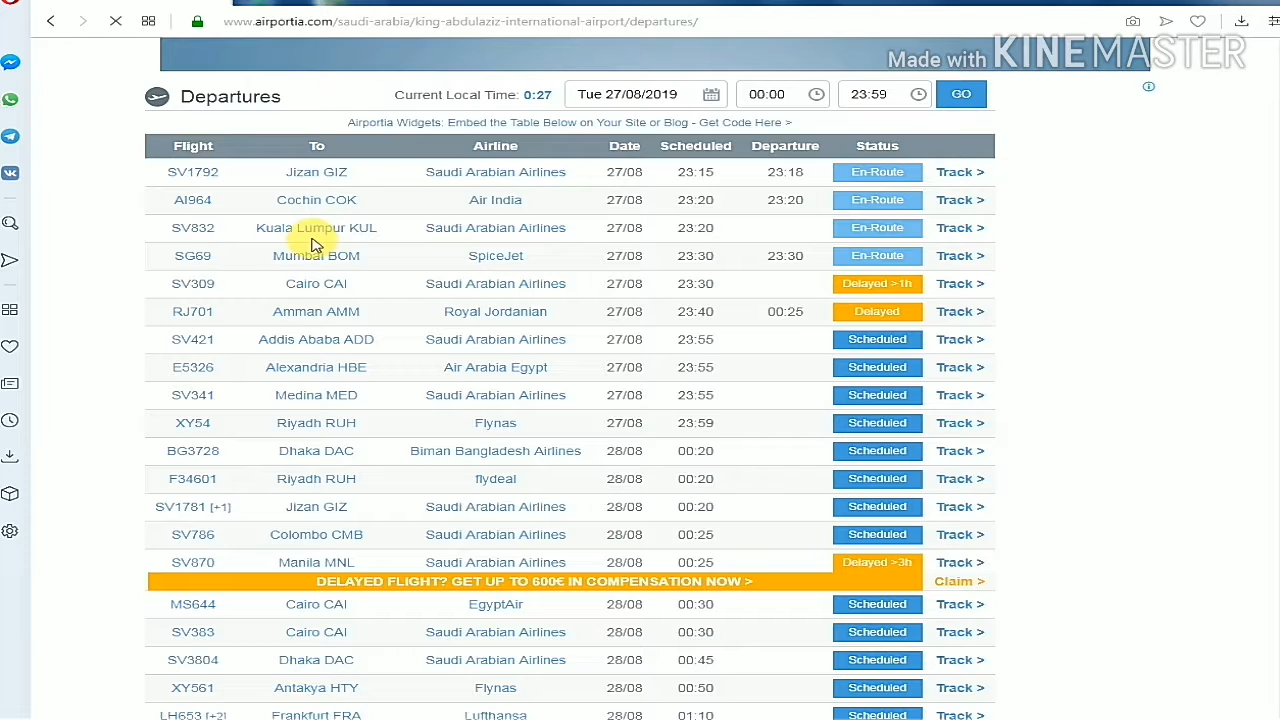 www.airportia.com/saudi-arabia/king-abdulaziz-international-airport/departures/
Made with KINEMASTER
Departures Current Local Time: 0:27 Tue 27/08/2019 00:00 23:59 GO
Airportia Widgets: Embed the Table Below on Your Site or Blog - Get Code Here >
Flight To Airline Date Scheduled Departure Status
SV1792 Jizan GIZ Saudi Arabian Airlines 27/08 23:15 23:18 En-Route Track >
AI964 Cochin COK Air India 27/08 23:20 23:20 En-Route Track >
SV832 Kuala Lumpur KUL Saudi Arabian Airlines 27/08 23:20 En-Route Track >
SG69 Mumbai BOM SpiceJet 27/08 23:30 23:30 En-Route Track >
SV309 Cairo CAI Saudi Arabian Airlines 27/08 23:30 Delayed >1h Track >
RJ701 Amman AMM Royal Jordanian 27/08 23:40 00:25 Delayed Track >
SV421 Addis Ababa ADD Saudi Arabian Airlines 27/08 23:55 Scheduled Track >
E5326 Alexandria HBE Air Arabia Egypt 27/08 23:55 Scheduled Track >
SV341 Medina MED Saudi Arabian Airlines 27/08 23:55 Scheduled Track >
XY54 Riyadh RUH Flynas 27/08 23:59 Scheduled Track >
BG3728 Dhaka DAC Biman Bangladesh Airlines 28/08 00:20 Scheduled Track >
F34601 Riyadh RUH flydeal 28/08 00:20 Scheduled Track >
SV1781 [+1] Jizan GIZ Saudi Arabian Airlines 28/08 00:20 Scheduled Track >
SV786 Colombo CMB Saudi Arabian Airlines 28/08 00:25 Scheduled Track >
SV870 Manila MNL Saudi Arabian Airlines 28/08 00:25 Delayed >3h Track >
DELAYED FLIGHT? GET UP TO 600€ IN COMPENSATION NOW > Claim >
MS644 Cairo CAI EgyptAir 28/08 00:30 Scheduled Track >
SV383 Cairo CAI Saudi Arabian Airlines 28/08 00:30 Scheduled Track >
SV3804 Dhaka DAC Saudi Arabian Airlines 28/08 00:45 Scheduled Track >
XY561 Antakya HTY Flynas 28/08 00:50 Scheduled Track >
LH6531[+2] Frankfurt FRA Lufthansa 28/08 01:10 Scheduled Track >